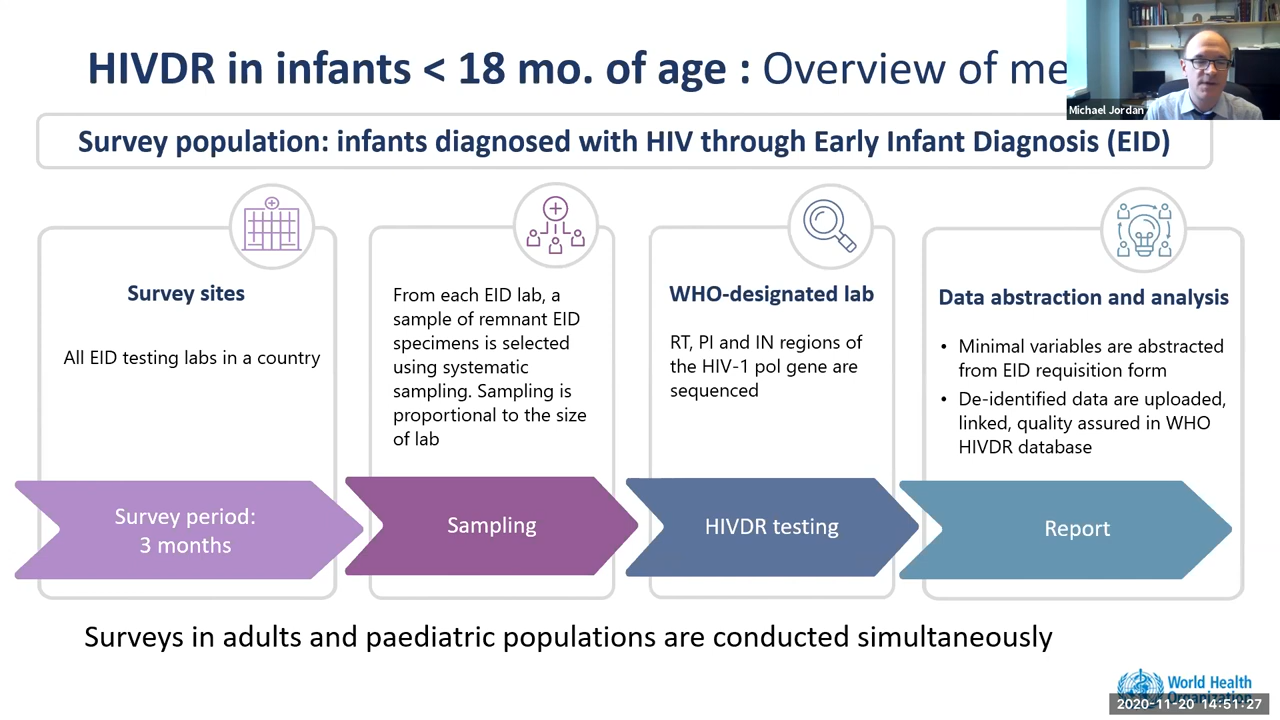 HIVDR in infants < 18 mo. of age : Overview of me
Michael Jordan
Survey population: infants diagnosed with HIV through Early Infant Diagnosis (EID)
Survey sites
All EID testing labs in a country
Survey period:
3 months
From each EID lab, a
sample of remnant EID
specimens is selected
using systematic
sampling. Sampling is
proportional to the size
of lab
Sampling
WHO-designated lab
RT, PI and IN regions of
the HIV-1 pol gene are
sequenced
HIVDR testing
Data abstraction and analysis
• Minimal variables are abstracted
from EID requisition form
• De-identified data are uploaded,
linked, quality assured in WHO
HIVDR database
Report
Surveys in adults and paediatric populations are conducted simultaneously
World Health
Organization
2020-11-20 14:51:27